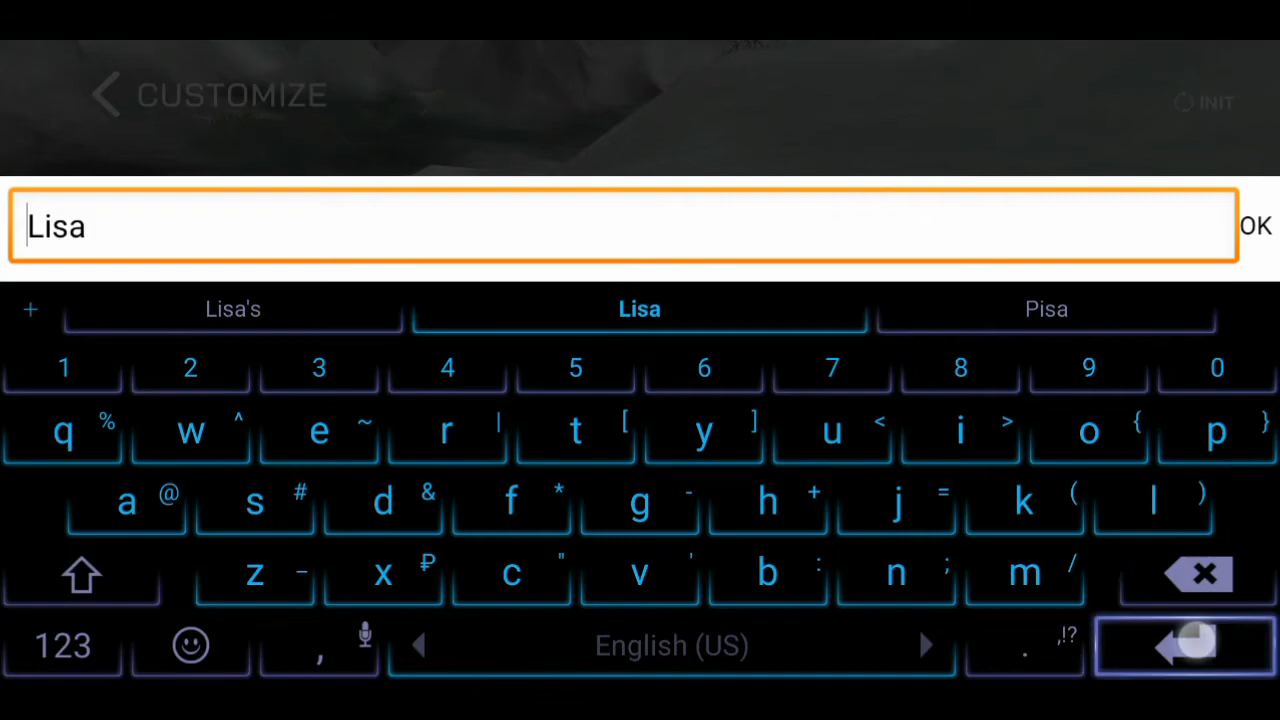 CUSTOMIZE
INIT
Lisa
OK
+ Lisa's Lisa Pisa
1 2 3 4 5 6 7 8 9 0
q % w ^ e ~ r | t [ y ] u < i > o { p }
a @ s # d & f * g - h + j = k ( l )
z _ x ₽ c " v ' b : n ; m /
123 , English (US) . ,!?